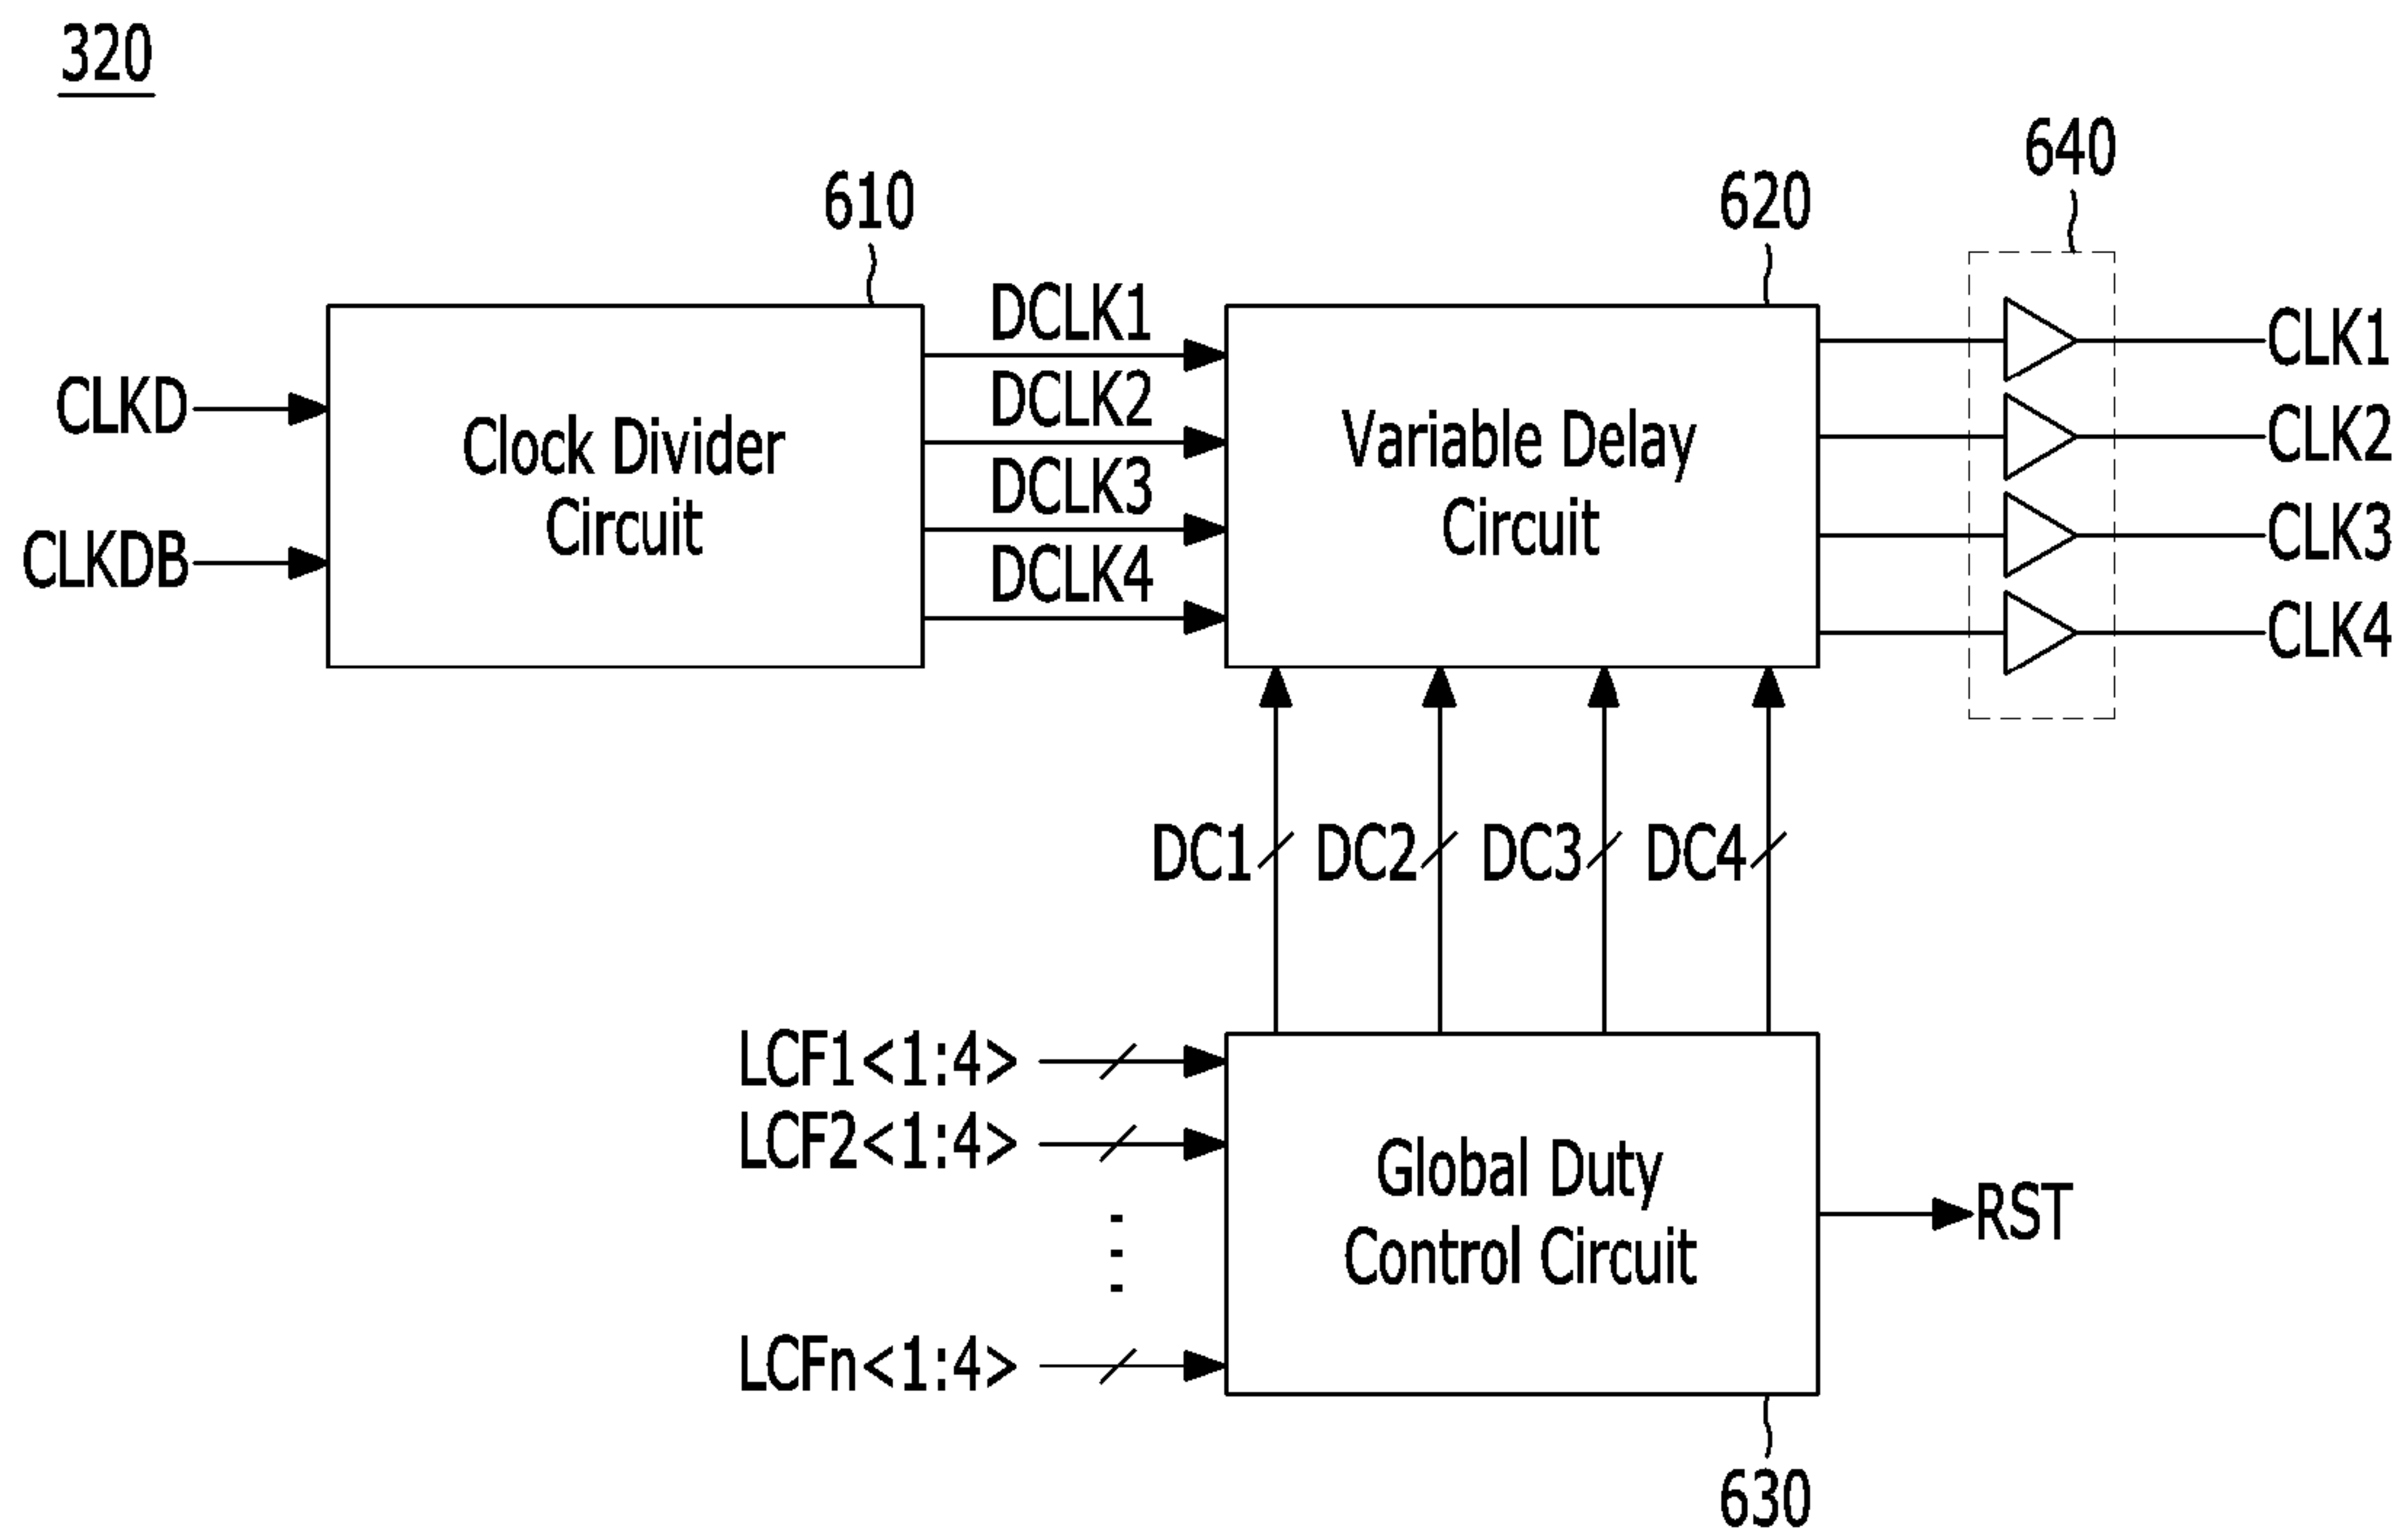 320
610
620
640
CLKD
CLKDB
Clock Divider
Circuit
DCLK1
DCLK2
DCLK3
DCLK4
Variable Delay
Circuit
CLK1
CLK2
CLK3
CLK4
DC1
DC2
DC3
DC4
LCF1<1:4>
LCF2<1:4>
LCFn<1:4>
Global Duty
Control Circuit
RST
630